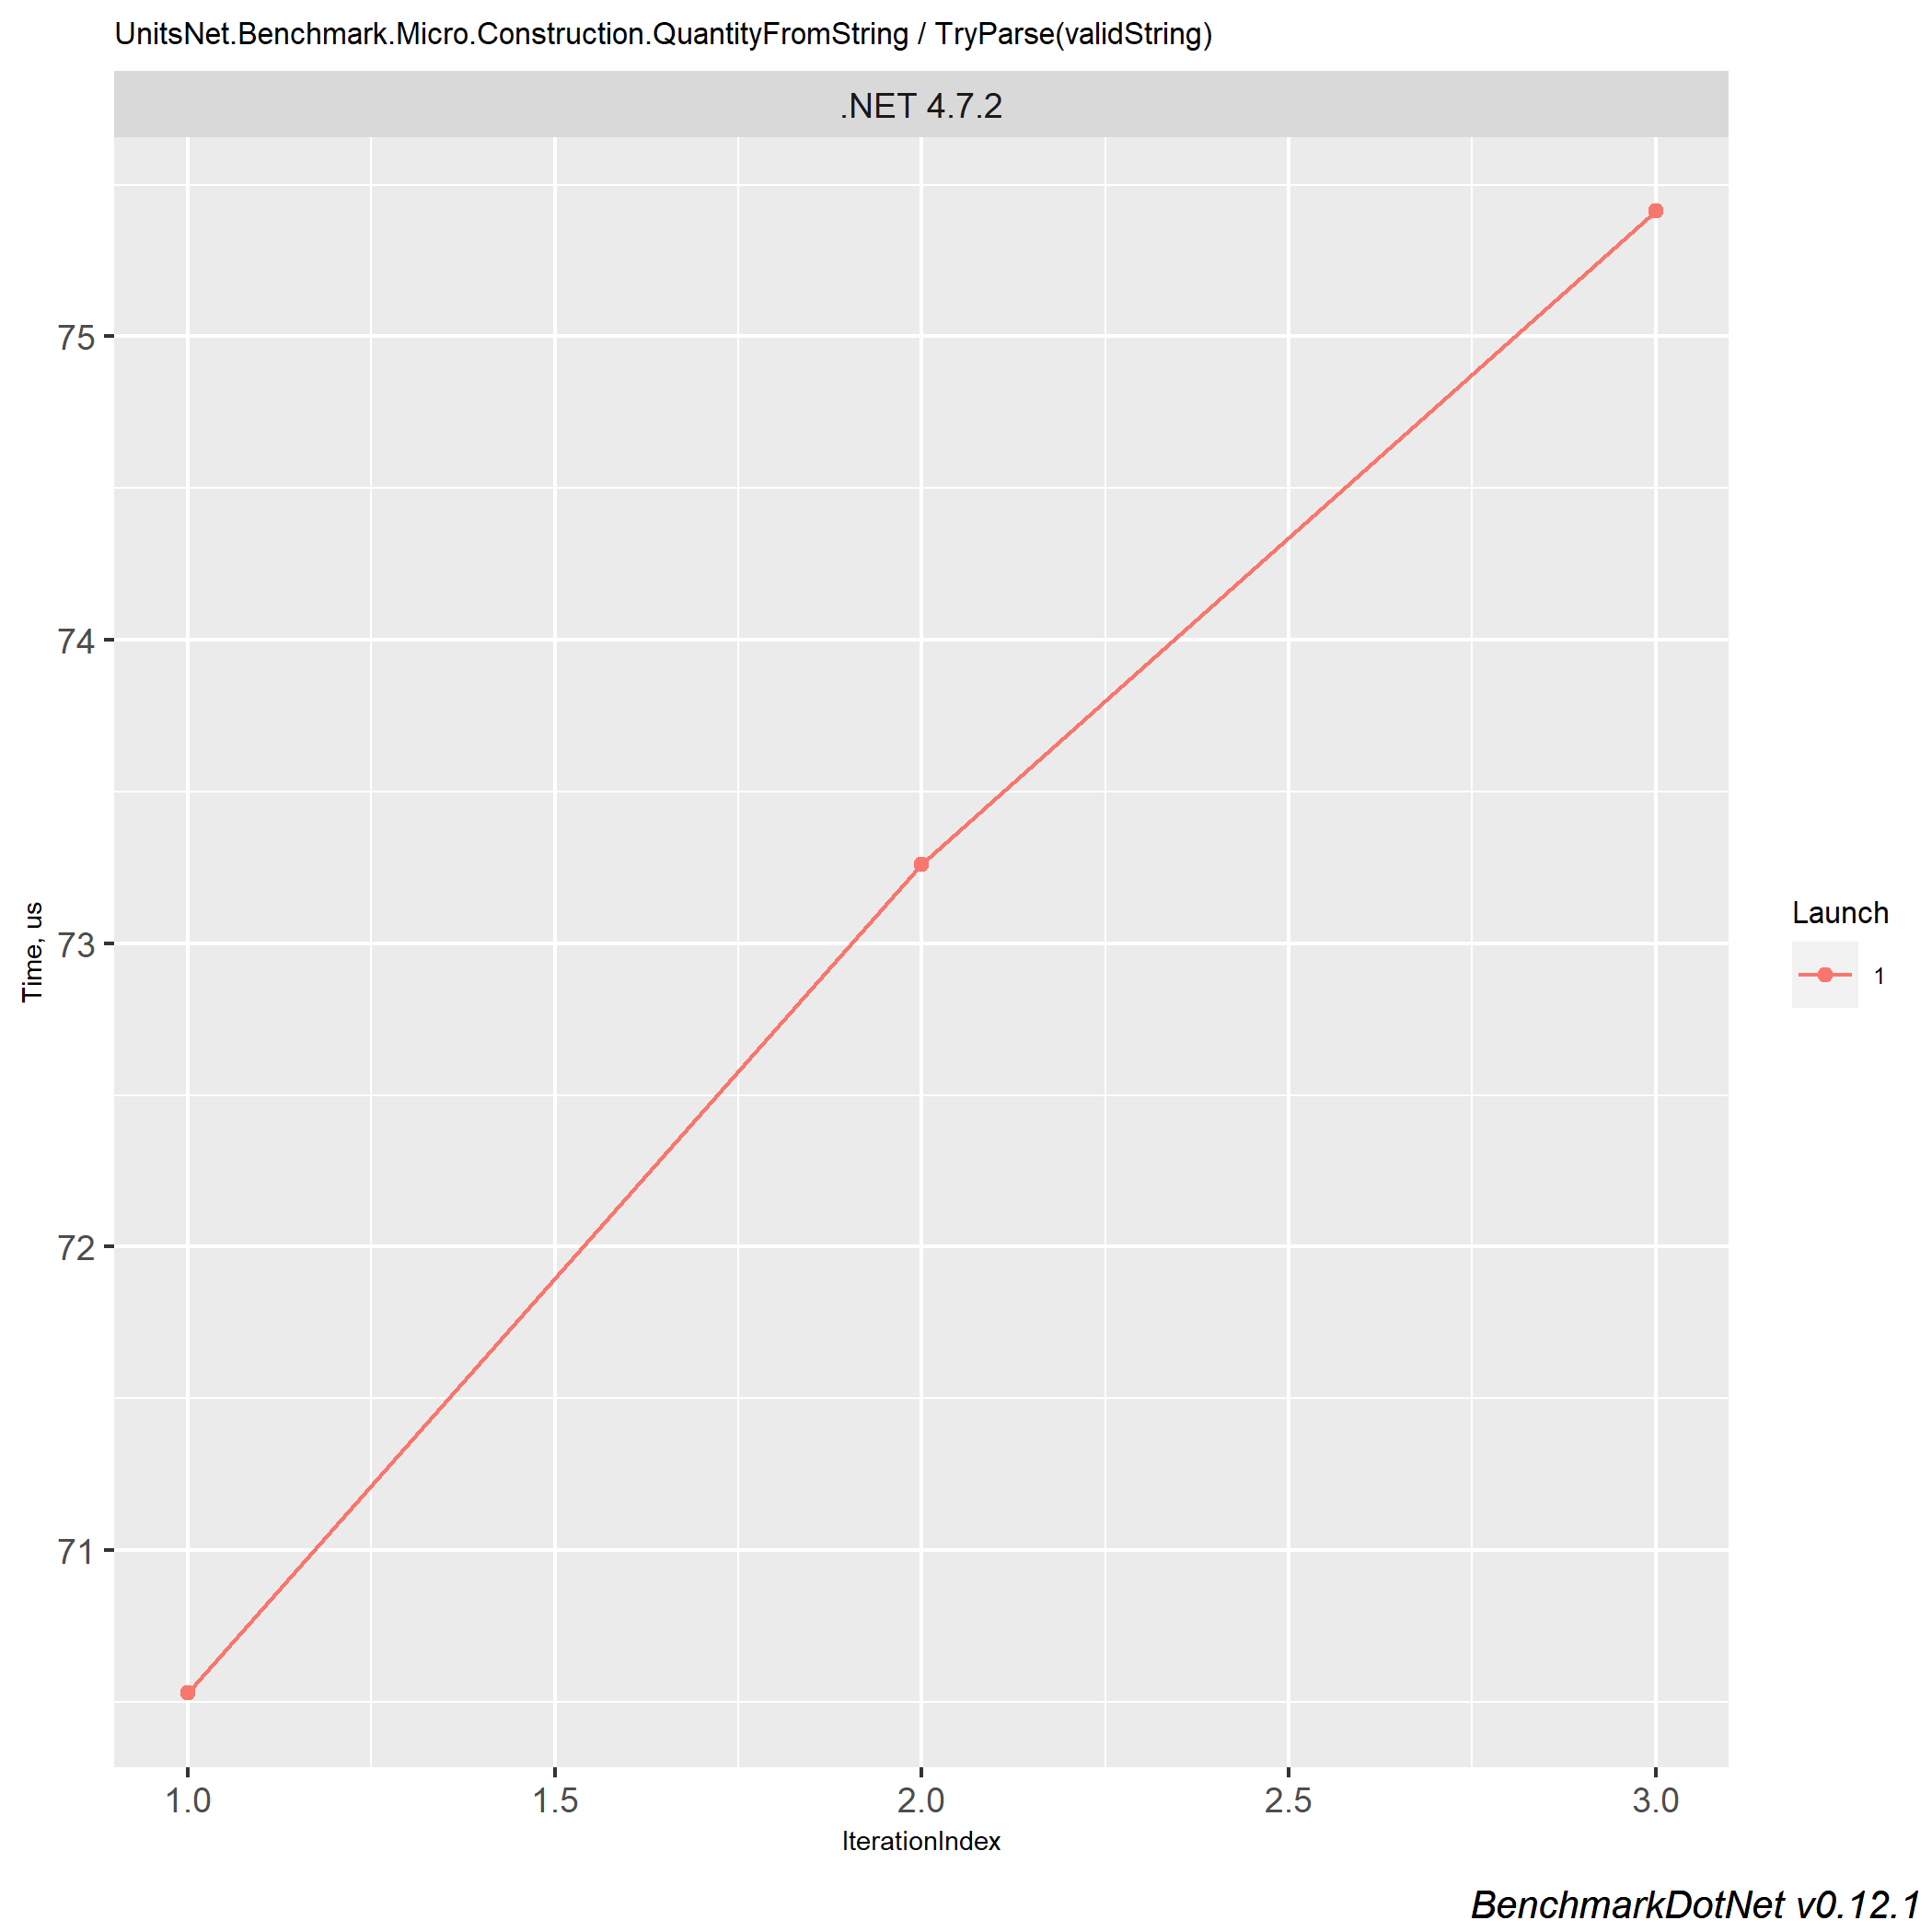 UnitsNet.Benchmark.Micro.Construction.QuantityFromString / TryParse(validString)
.NET 4.7.2
75
74
73
72
71
Time, us
1.0 1.5 2.0 2.5 3.0
IterationIndex
Launch
1
BenchmarkDotNet v0.12.1